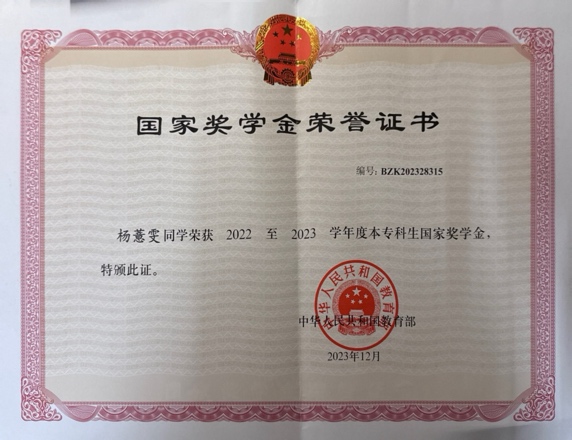 国家奖学金荣誉证书
编号: BZK202328315
杨薏雯同学荣获 2022 至 2023 学年度本专科生国家奖学金,
特颁此证。
中华人民共和国教育部
中华人民共和国教育部
2023年12月